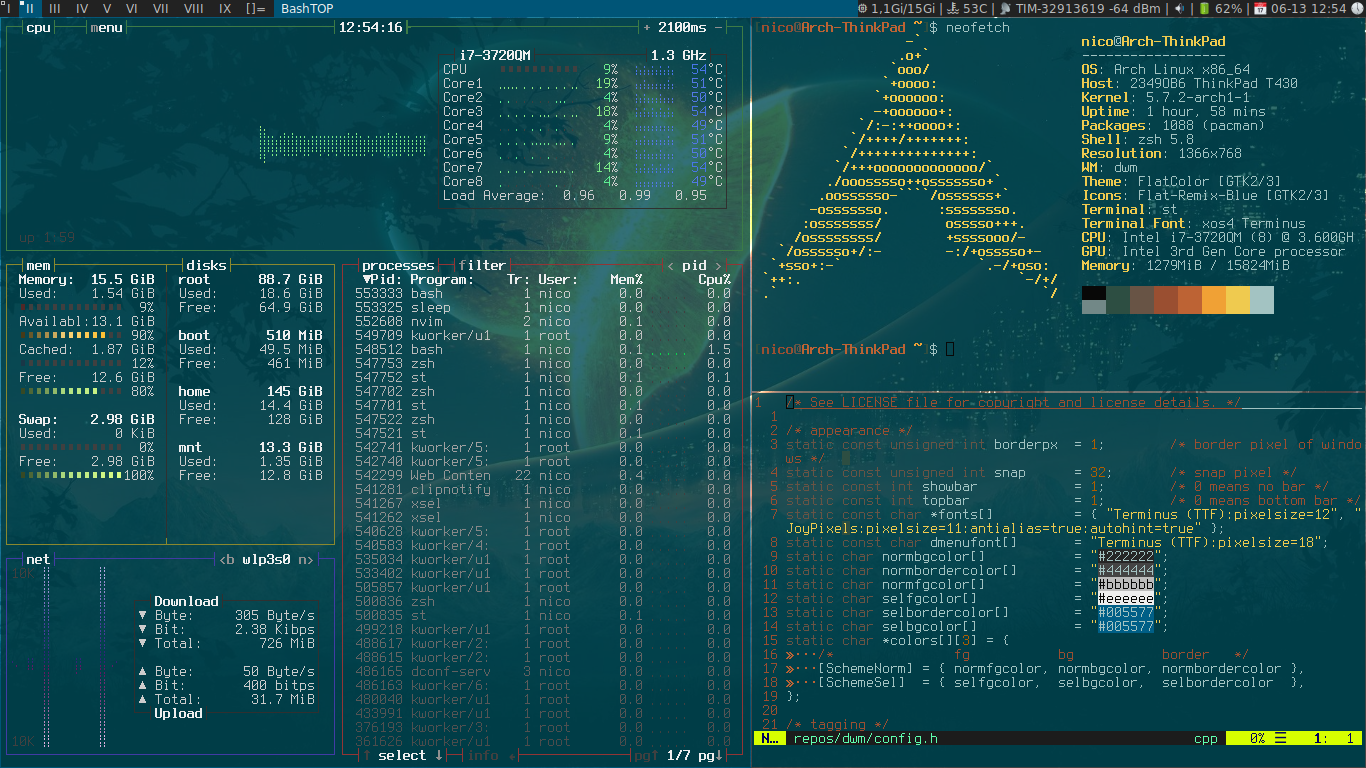 I II III IV V VI VII VIII IX []= BashTOP 1,1Gi/15Gi | 53C | TIM-32913619 -64 dBm | | 62% | 06-13 12:54
cpu menu 12:54:16 + 2100ms -
i7-3720QM 1.3 GHz
CPU 9% 54°C
Core1 19% 51°C
Core2 4% 50°C
Core3 18% 54°C
Core4 4% 49°C
Core5 9% 51°C
Core6 4% 50°C
Core7 14% 54°C
Core8 4% 49°C
Load Average: 0.96 0.99 0.95
up 1:59
mem
Memory: 15.5 GiB
Used: 1.54 GiB
9%
Availabl:13.1 GiB
90%
Cached: 1.87 GiB
12%
Free: 12.6 GiB
80%
Swap: 2.98 GiB
Used: 0 KiB
0%
Free: 2.98 GiB
100%
disks
root 88.7 GiB
Used: 18.6 GiB
Free: 64.9 GiB
boot 510 MiB
Used: 49.5 MiB
Free: 461 MiB
home 145 GiB
Used: 14.4 GiB
Free: 128 GiB
mnt 13.3 GiB
Used: 1.35 GiB
Free: 12.8 GiB
net <b wlp3s0 n>
10K
Download
▼ Byte: 305 Byte/s
▼ Bit: 2.38 Kibps
▼ Total: 726 MiB
▲ Byte: 50 Byte/s
▲ Bit: 400 bitps
▲ Total: 31.7 MiB
Upload
10K
processes filter < pid >
▼Pid: Program: Tr: User: Mem% Cpu%
553333 bash 1 nico 0.0 0.0
553325 sleep 1 nico 0.0 0.0
552608 nvim 2 nico 0.1 0.0
549709 kworker/u1 1 root 0.0 0.0
548512 bash 1 nico 0.1 1.5
547753 zsh 1 nico 0.1 0.0
547752 st 1 nico 0.1 0.1
547702 zsh 1 nico 0.1 0.0
547701 st 1 nico 0.1 0.0
547522 zsh 1 nico 0.1 0.0
547521 st 1 nico 0.1 0.0
542741 kworker/5: 1 root 0.0 0.0
542740 kworker/5: 1 root 0.0 0.0
542299 Web Conten 22 nico 0.4 0.0
541281 clipnotify 1 nico 0.0 0.0
541267 xsel 1 nico 0.0 0.0
541262 xsel 1 nico 0.0 0.0
540628 kworker/5: 1 root 0.0 0.0
540583 kworker/4: 1 root 0.0 0.0
535034 kworker/u1 1 root 0.0 0.0
533402 kworker/u1 1 root 0.0 0.0
505857 kworker/u1 1 root 0.0 0.0
500836 zsh 1 nico 0.0 0.0
500835 st 1 nico 0.1 0.0
499218 kworker/u1 1 root 0.0 0.0
488617 kworker/2: 1 root 0.0 0.0
488615 kworker/2: 1 root 0.0 0.0
486168 dconf-serv 3 nico 0.0 0.0
486163 kworker/6: 1 root 0.0 0.0
480040 kworker/u1 1 root 0.0 0.0
433991 kworker/u1 1 root 0.0 0.0
376193 kworker/3: 1 root 0.0 0.0
361626 kworker/u1 1 root 0.0 0.0
↑ select ↓ info ↵ pg↑ 1/7 pg↓
[nico@Arch-ThinkPad ~]$ neofetch
nico@Arch-ThinkPad
------------------
OS: Arch Linux x86_64
Host: 2349OB6 ThinkPad T430
Kernel: 5.7.2-arch1-1
Uptime: 1 hour, 58 mins
Packages: 1088 (pacman)
Shell: zsh 5.8
Resolution: 1366x768
WM: dwm
Theme: FlatColor [GTK2/3]
Icons: Flat-Remix-Blue [GTK2/3]
Terminal: st
Terminal Font: xos4 Terminus
CPU: Intel i7-3720QM (8) @ 3.600GH
GPU: Intel 3rd Gen Core processor
Memory: 1279MiB / 15824MiB
[nico@Arch-ThinkPad ~]$
1 /* See LICENSE file for copyright and license details. */
1
2 /* appearance */
3 static const unsigned int borderpx = 1; /* border pixel of windo
ws */
4 static const unsigned int snap = 32; /* snap pixel */
5 static const int showbar = 1; /* 0 means no bar */
6 static const int topbar = 1; /* 0 means bottom bar */
7 static const char *fonts[] = { "Terminus (TTF):pixelsize=12", "
JoyPixels:pixelsize=11:antialias=true:autohint=true" };
8 static const char dmenufont[] = "Terminus (TTF):pixelsize=18";
9 static char normbgcolor[] = "#222222";
10 static char normbordercolor[] = "#444444";
11 static char normfgcolor[] = "#bbbbbb";
12 static char selfgcolor[] = "#eeeeee";
13 static char selbordercolor[] = "#005577";
14 static char selbgcolor[] = "#005577";
15 static char *colors[][3] = {
16 »···/* fg bg border */
17 »···[SchemeNorm] = { normfgcolor, normbgcolor, normbordercolor },
18 »···[SchemeSel] = { selfgcolor, selbgcolor, selbordercolor },
19 };
20
21 /* tagging */
N… repos/dwm/config.h cpp 0% ☰ 1: 1